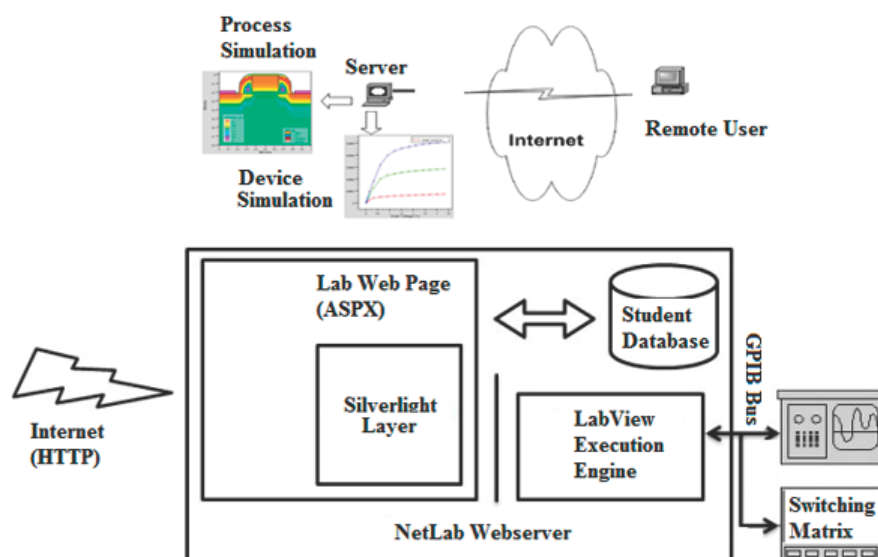 Process
Simulation
Server
Internet
Remote User
Device
Simulation
Lab Web Page
(ASPX)
Student
Database
Silverlight
Layer
LabView
Execution
Engine
GPIB Bus
Internet
(HTTP)
Switching
Matrix
NetLab Webserver